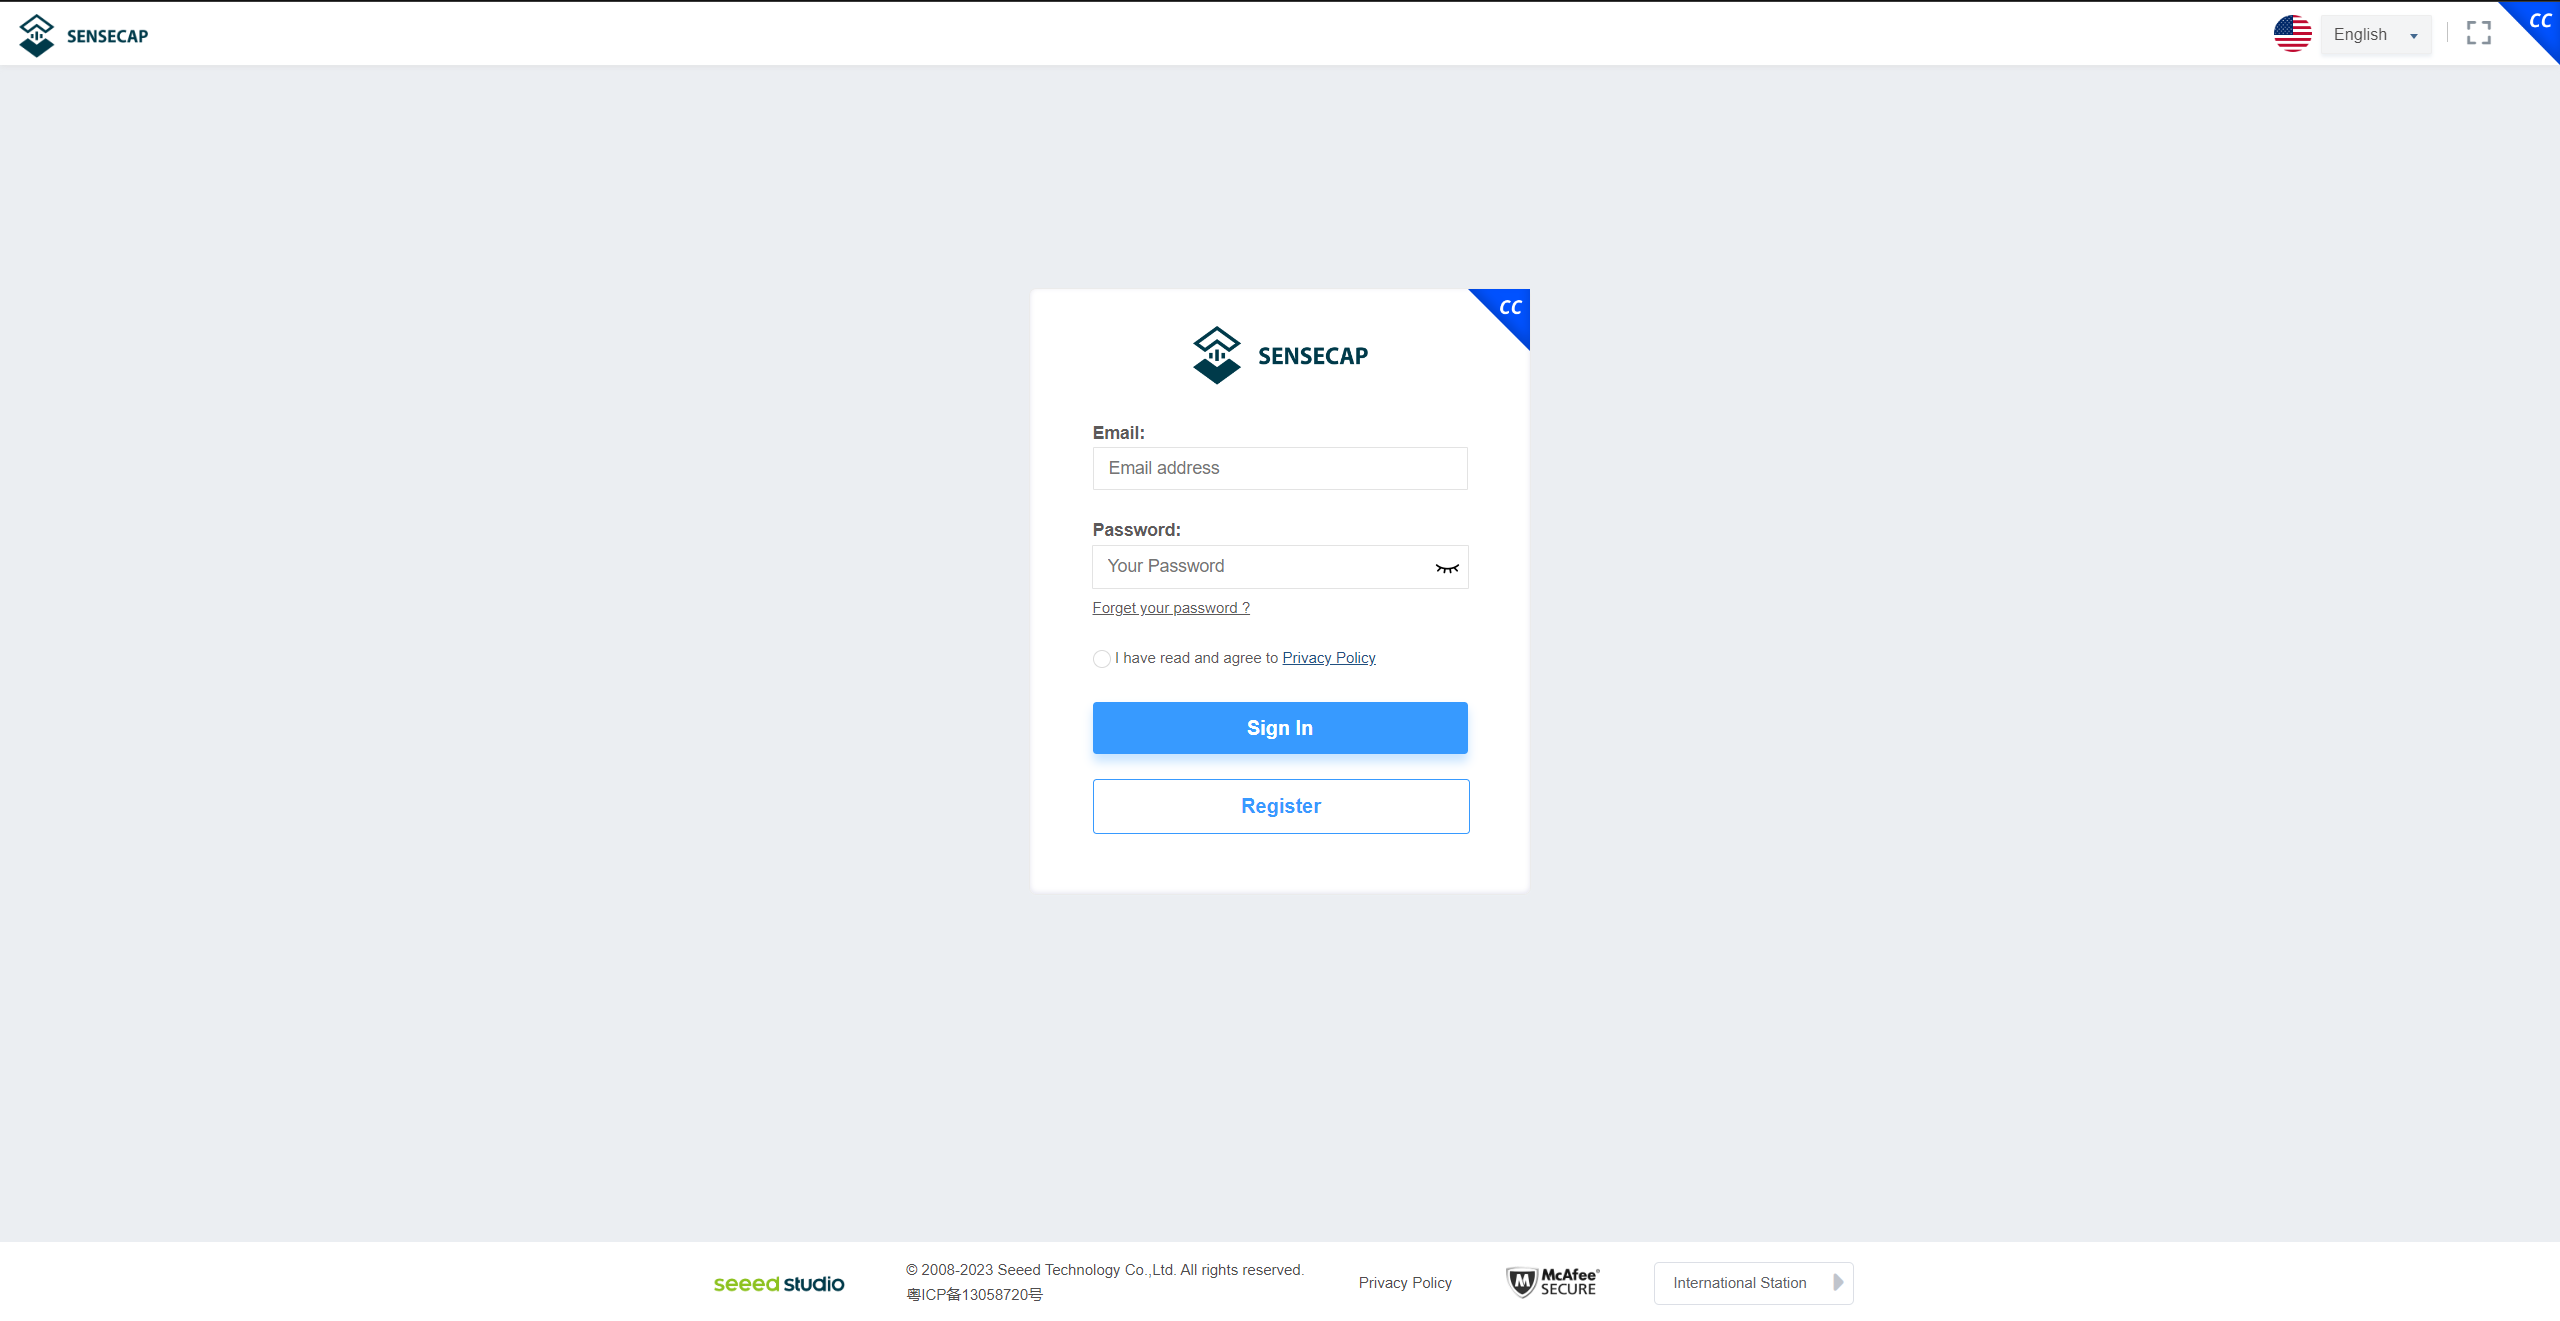 SENSECAP
English
CC
CC
SENSECAP
Email:
Email address
Password:
Your Password
Forget your password ?
I have read and agree to Privacy Policy
Sign In
Register
seeed studio
© 2008-2023 Seeed Technology Co.,Ltd. All rights reserved.
粤ICP备13058720号
Privacy Policy
M McAfee®
SECURE
International Station